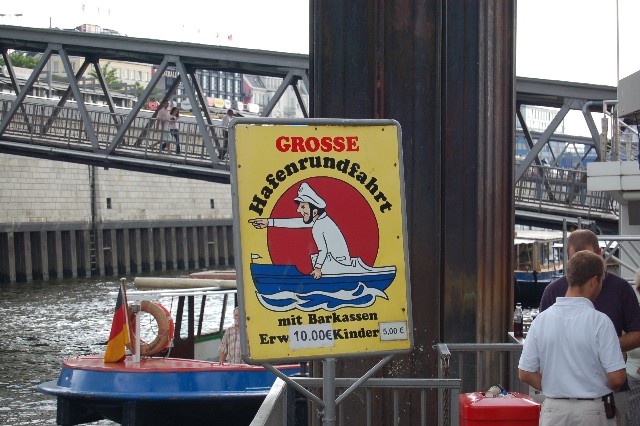 GROSSE
Hafenrundfahrt
mit Barkassen
Erw 10.00€ Kinder 5,00€